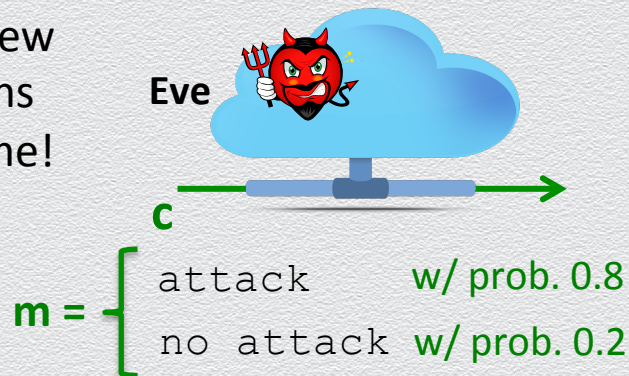 ew
Eve
ns
ne!
c
m =
attack w/ prob. 0.8
no attack w/ prob. 0.2